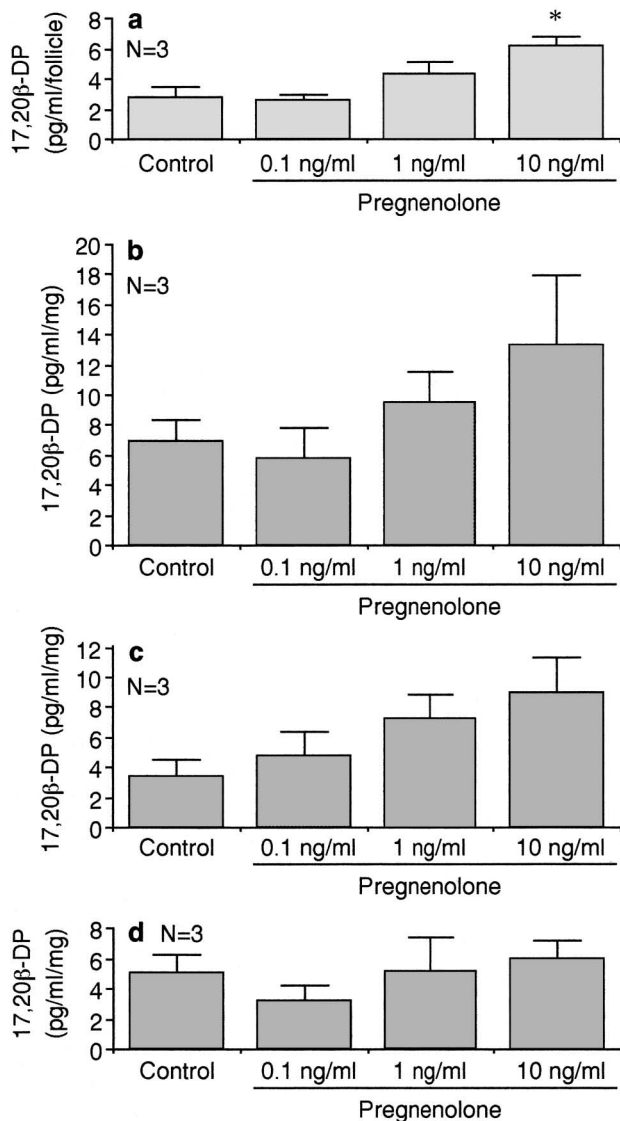 a
N=3
*
17,20β-DP
(pg/ml/follicle)
8
6
4
2
0
Control 0.1 ng/ml 1 ng/ml 10 ng/ml
Pregnenolone
b
N=3
17,20β-DP (pg/ml/mg)
20
18
16
14
12
10
8
6
4
2
0
Control 0.1 ng/ml 1 ng/ml 10 ng/ml
Pregnenolone
c
N=3
17,20β-DP (pg/ml/mg)
12
10
8
6
4
2
0
Control 0.1 ng/ml 1 ng/ml 10 ng/ml
Pregnenolone
d N=3
17,20β-DP
(pg/ml/mg)
8
6
4
2
0
Control 0.1 ng/ml 1 ng/ml 10 ng/ml
Pregnenolone